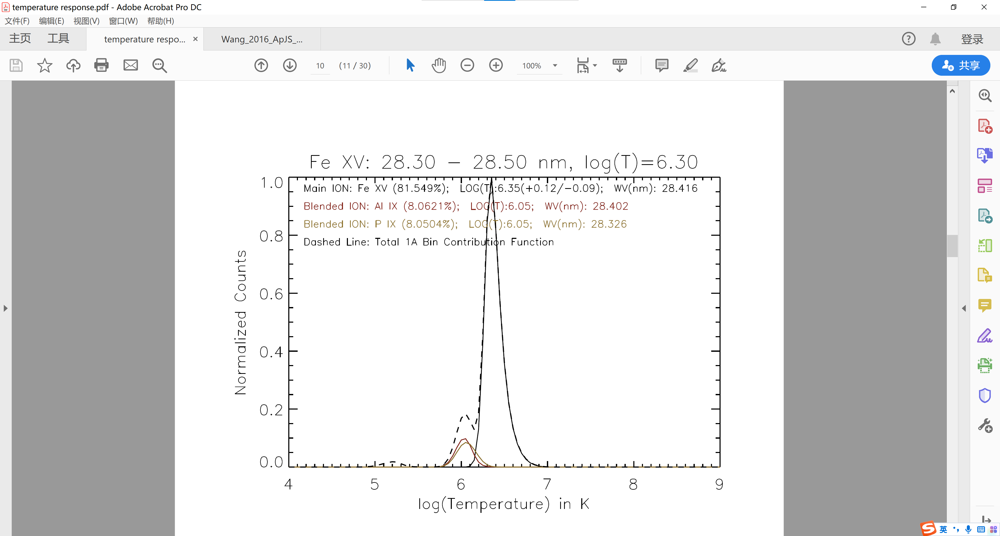 temperature response.pdf - Adobe Acrobat Pro DC
文件(F) 编辑(E) 视图(V) 窗口(W) 帮助(H)
主页 工具 temperature respo... × Wang_2016_ApJS_... 登录
10 (11 / 30) 100% 共享
Fe XV: 28.30 − 28.50 nm, log(T)=6.30
Main ION: Fe XV (81.549%); LOG(T):6.35(+0.12/−0.09); WV(nm): 28.416
Blended ION: Al IX (8.0621%); LOG(T):6.05; WV(nm): 28.402
Blended ION: P IX (8.0504%); LOG(T):6.05; WV(nm): 28.326
Dashed Line: Total 1A Bin Contribution Function
Normalized Counts
1.0
0.8
0.6
0.4
0.2
0.0
4 5 6 7 8 9
log(Temperature) in K
英